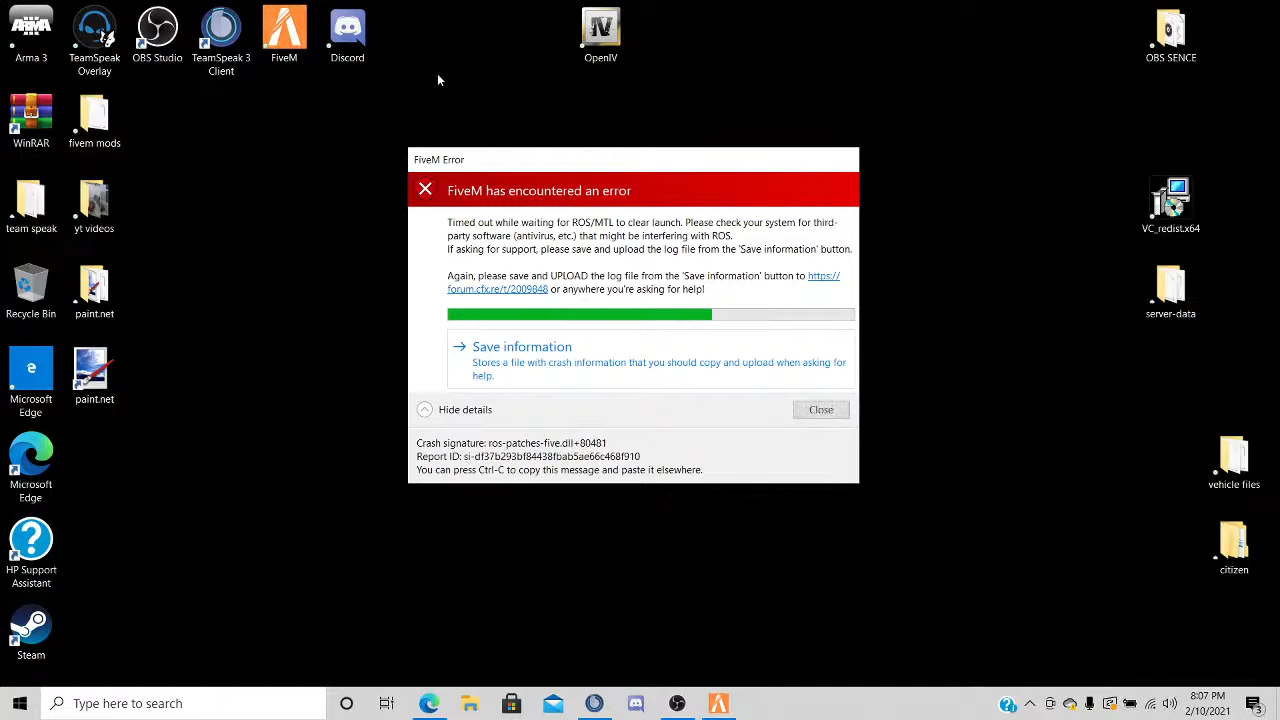 Arma 3
TeamSpeak
Overlay
OBS Studio
TeamSpeak 3
Client
FiveM
Discord
OpenIV
OBS SENCE
WinRAR
fivem mods
team speak
yt videos
VC_redist.x64
Recycle Bin
paint.net
server-data
Microsoft
Edge
paint.net
Microsoft
Edge
vehicle files
HP Support
Assistant
citizen
Steam
FiveM Error
FiveM has encountered an error
Timed out while waiting for ROS/MTL to clear launch. Please check your system for third-
party software (antivirus, etc.) that might be interfering with ROS.
If asking for support, please save and upload the log file from the 'Save information' button.
Again, please save and UPLOAD the log file from the 'Save information' button to https://
forum.cfx.re/t/2009848 or anywhere you're asking for help!
Save information
Stores a file with crash information that you should copy and upload when asking for
help.
Hide details
Close
Crash signature: ros-patches-five.dll+80481
Report ID: si-df37b293bf84438fbab5ae66c468f910
You can press Ctrl-C to copy this message and paste it elsewhere.
Type here to search
8:07 PM
2/10/2021
3